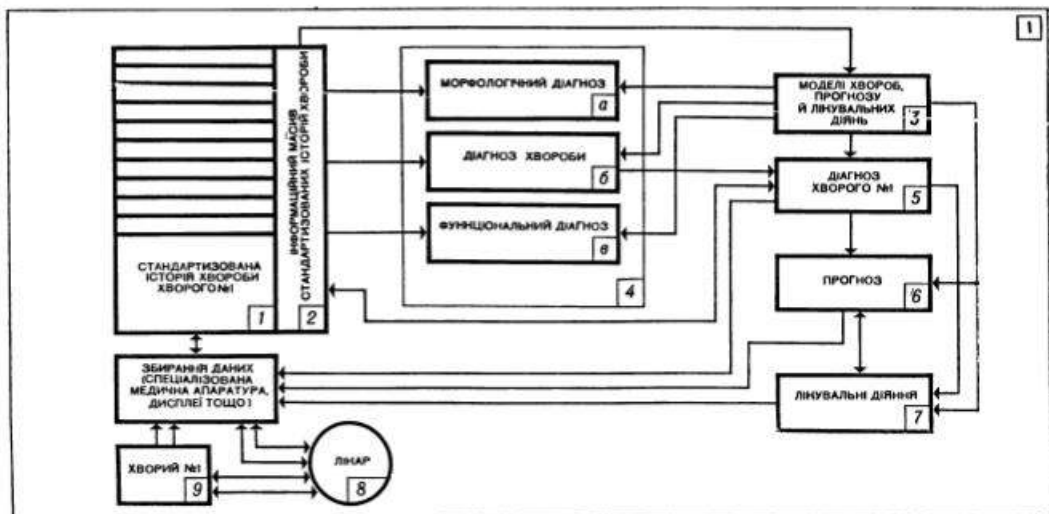 1
ІНФОРМАЦІЙНИЙ МАСИВ
СТАНДАРТИЗОВАНИХ ІСТОРІЙ ХВОРОБИ
2
СТАНДАРТИЗОВАНА
ІСТОРІЯ ХВОРОБИ
ХВОРОГО №1
1
МОРФОЛОГІЧНИЙ ДІАГНОЗ
а
ДІАГНОЗ ХВОРОБИ
б
ФУНКЦІОНАЛЬНИЙ ДІАГНОЗ
в
4
МОДЕЛІ ХВОРОБ,
ПРОГНОЗУ
Й ЛІКУВАЛЬНИХ
ДІЯНЬ
3
ДІАГНОЗ
ХВОРОГО №1
5
ПРОГНОЗ
6
ЛІКУВАЛЬНІ ДІЯННЯ
7
ЗБИРАННЯ ДАНИХ
(СПЕЦІАЛІЗОВАНА
МЕДИЧНА АПАРАТУРА,
ДИСПЛЕЇ ТОЩО)
ХВОРИЙ №1
9
ЛІКАР
8